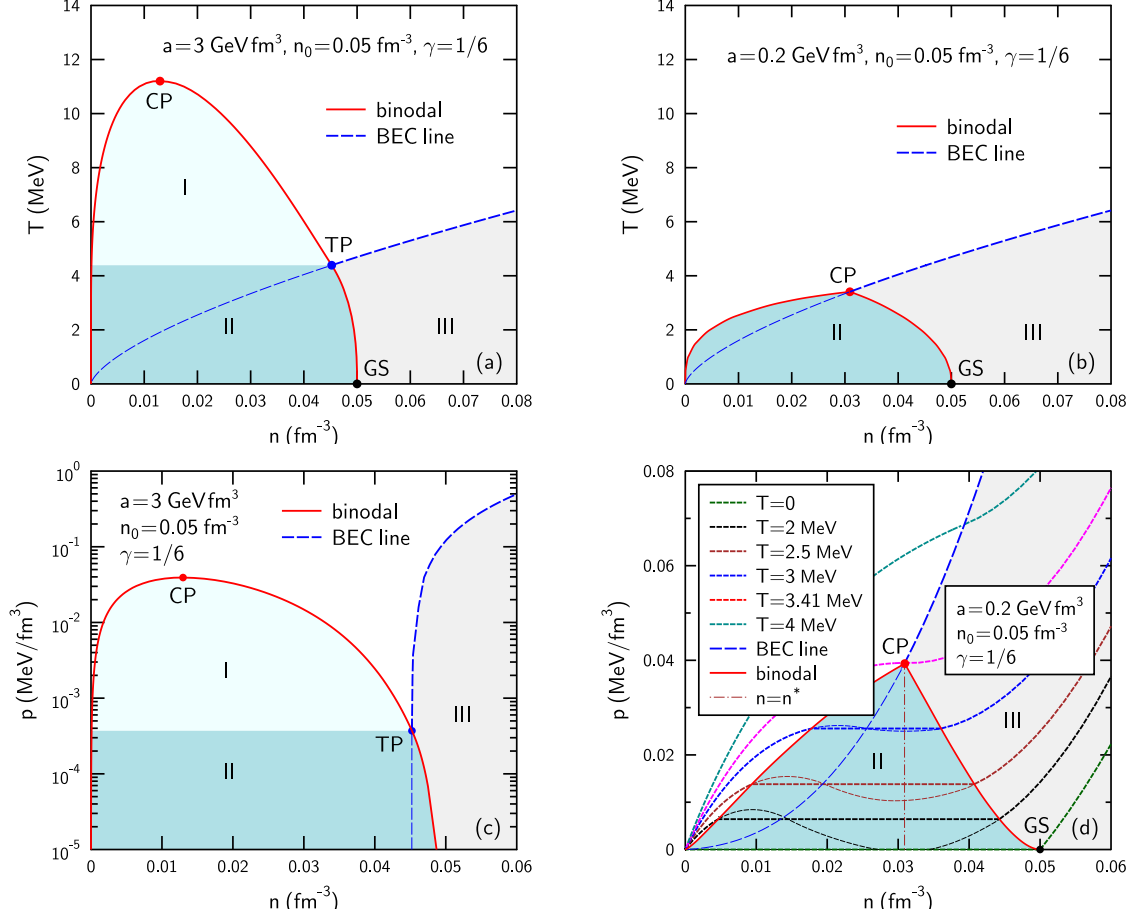 14
12
10
8
6
4
2
0
T (MeV)
a=3 GeV fm³, n₀=0.05 fm⁻³, γ=1/6
CP
binodal
BEC line
I
TP
II
III
GS
(a)
0 0.01 0.02 0.03 0.04 0.05 0.06 0.07 0.08
n (fm⁻³)
14
12
10
8
6
4
2
0
T (MeV)
a=0.2 GeV fm³, n₀=0.05 fm⁻³, γ=1/6
binodal
BEC line
CP
II
III
GS
(b)
0 0.01 0.02 0.03 0.04 0.05 0.06 0.07 0.08
n (fm⁻³)
10⁰
10⁻¹
10⁻²
10⁻³
10⁻⁴
10⁻⁵
p (MeV/fm³)
a=3 GeV fm³
n₀=0.05 fm⁻³
γ=1/6
binodal
BEC line
CP
I
III
TP
II
(c)
0 0.01 0.02 0.03 0.04 0.05 0.06
n (fm⁻³)
0.08
0.06
0.04
0.02
0
p (MeV/fm³)
T=0
T=2 MeV
T=2.5 MeV
T=3 MeV
T=3.41 MeV
T=4 MeV
BEC line
binodal
n=n*
a=0.2 GeV fm³
n₀=0.05 fm⁻³
γ=1/6
CP
III
II
GS
(d)
0 0.01 0.02 0.03 0.04 0.05 0.06
n (fm⁻³)